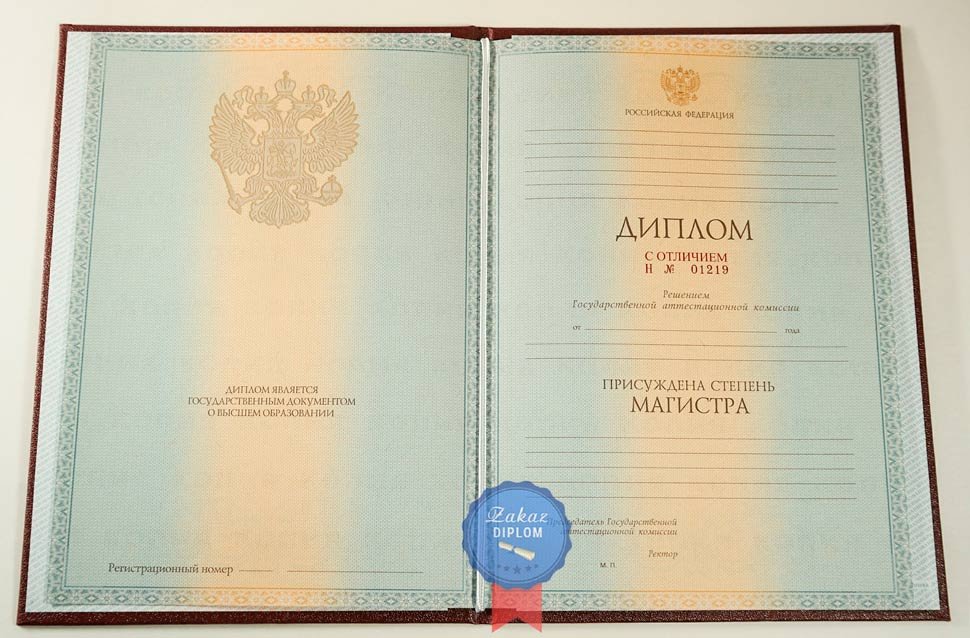 ДИПЛОМ ЯВЛЯЕТСЯ
ГОСУДАРСТВЕННЫМ ДОКУМЕНТОМ
О ВЫСШЕМ ОБРАЗОВАНИИ
Регистрационный номер
РОССИЙСКАЯ ФЕДЕРАЦИЯ
ДИПЛОМ
С ОТЛИЧИЕМ
Н № 01219
Решением
Государственной аттестационной комиссии
от года
ПРИСУЖДЕНА СТЕПЕНЬ
МАГИСТРА
Председатель Государственной
аттестационной комиссии
Ректор
М. П.
Zakaz
DIPLOM